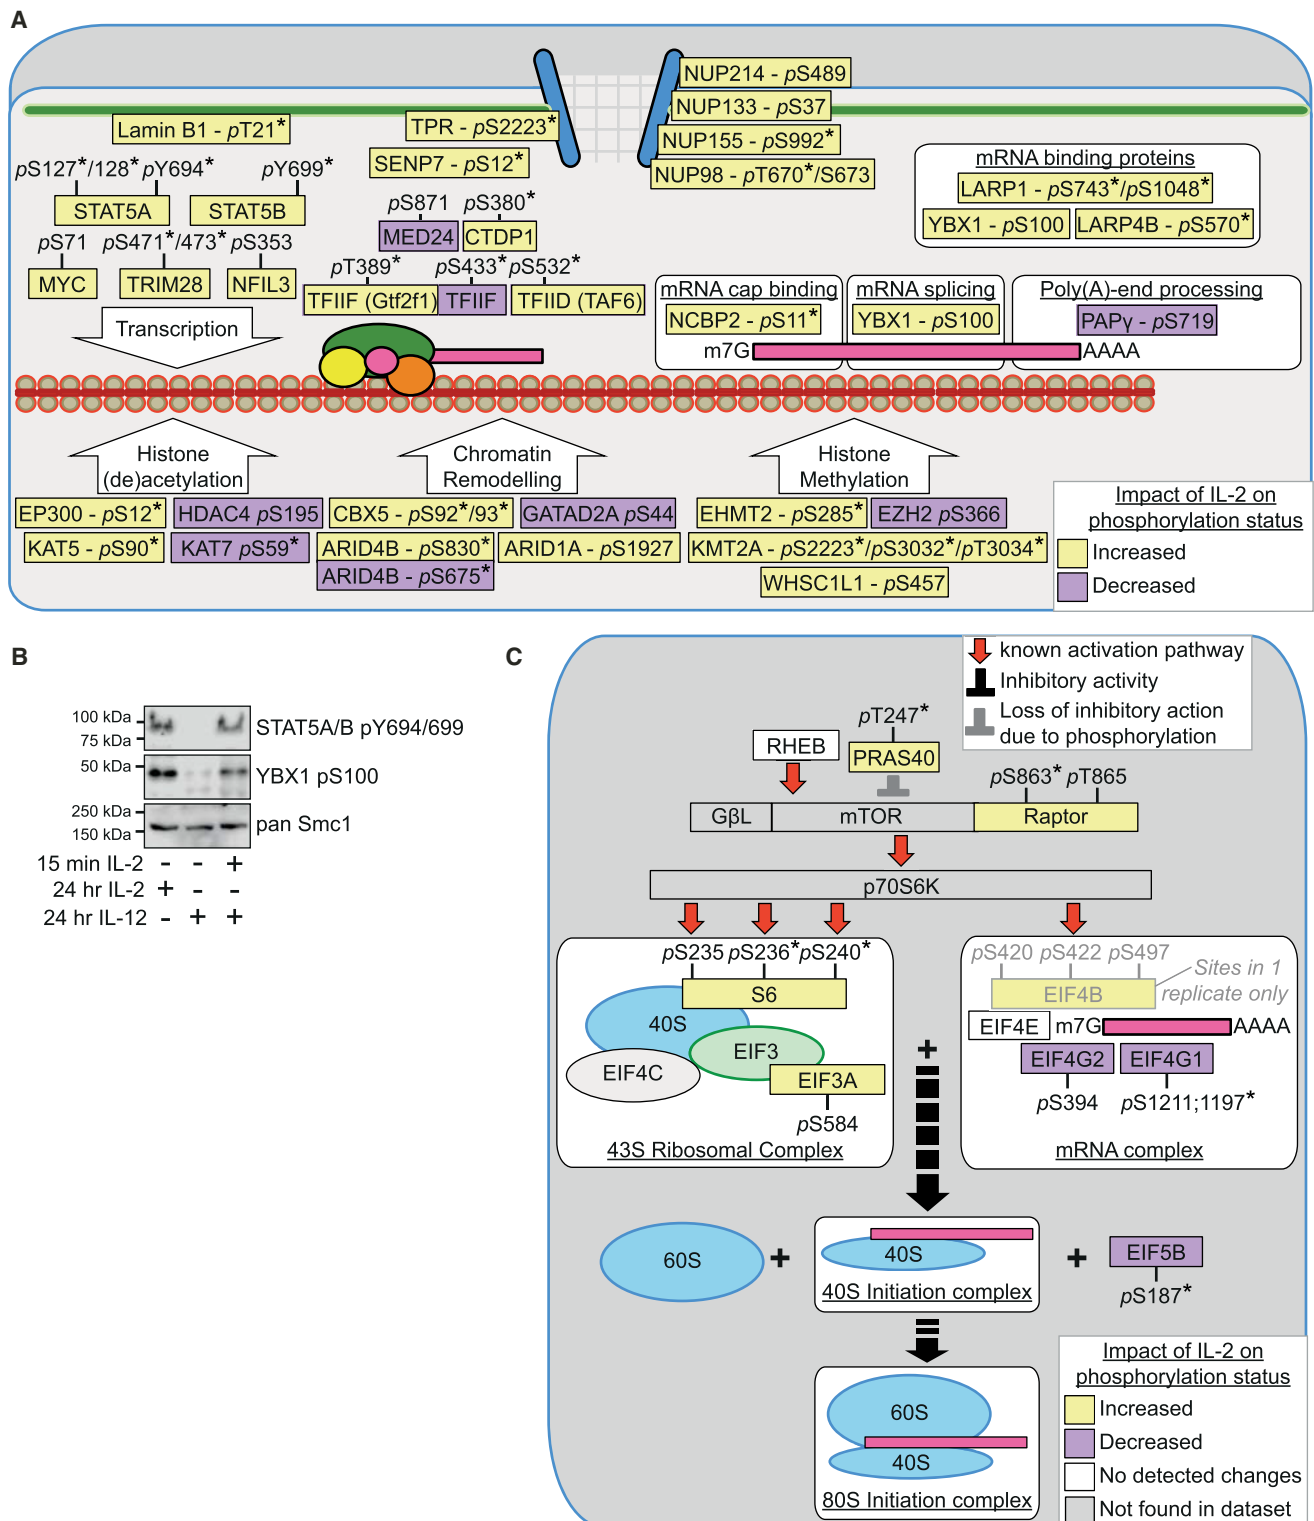 A
NUP214 - pS489
NUP133 - pS37
NUP155 - pS992*
NUP98 - pT670*/S673
Lamin B1 - pT21*
TPR - pS2223*
SENP7 - pS12*
pS127*/128* pY694* pY699*
STAT5A STAT5B
pS71 pS471*/473* pS353
MYC TRIM28 NFIL3
Transcription
pS871 pS380*
MED24 CTDP1
pT389* pS433* pS532*
TFIIF (Gtf2f1) TFIIF TFIID (TAF6)
mRNA binding proteins
LARP1 - pS743*/pS1048*
YBX1 - pS100 LARP4B - pS570*
mRNA cap binding mRNA splicing Poly(A)-end processing
NCBP2 - pS11* YBX1 - pS100 PAPγ - pS719
m7G AAAA
Histone
(de)acetylation
Chromatin
Remodelling
Histone
Methylation
EP300 - pS12* HDAC4 pS195 CBX5 - pS92*/93* GATAD2A pS44 EHMT2 - pS285* EZH2 pS366
KAT5 - pS90* KAT7 pS59* ARID4B - pS830* ARID1A - pS1927 KMT2A - pS2223*/pS3032*/pT3034*
ARID4B - pS675* WHSC1L1 - pS457
Impact of IL-2 on
phosphorylation status
Increased
Decreased
B
100 kDa
75 kDa
STAT5A/B pY694/699
50 kDa
YBX1 pS100
250 kDa
150 kDa
pan Smc1
15 min IL-2 - - +
24 hr IL-2 + - -
24 hr IL-12 - + +
C
known activation pathway
Inhibitory activity
Loss of inhibitory action
due to phosphorylation
pT247*
RHEB PRAS40
pS863* pT865
GβL mTOR Raptor
p70S6K
pS235 pS236* pS240*
S6
40S
EIF3
EIF4C
EIF3A
pS584
43S Ribosomal Complex
pS420 pS422 pS497
EIF4B
Sites in 1
replicate only
EIF4E m7G AAAA
EIF4G2 EIF4G1
pS394 pS1211;1197*
mRNA complex
+
60S + 40S + EIF5B
40S Initiation complex
pS187*
60S
40S
80S Initiation complex
Impact of IL-2 on
phosphorylation status
Increased
Decreased
No detected changes
Not found in dataset